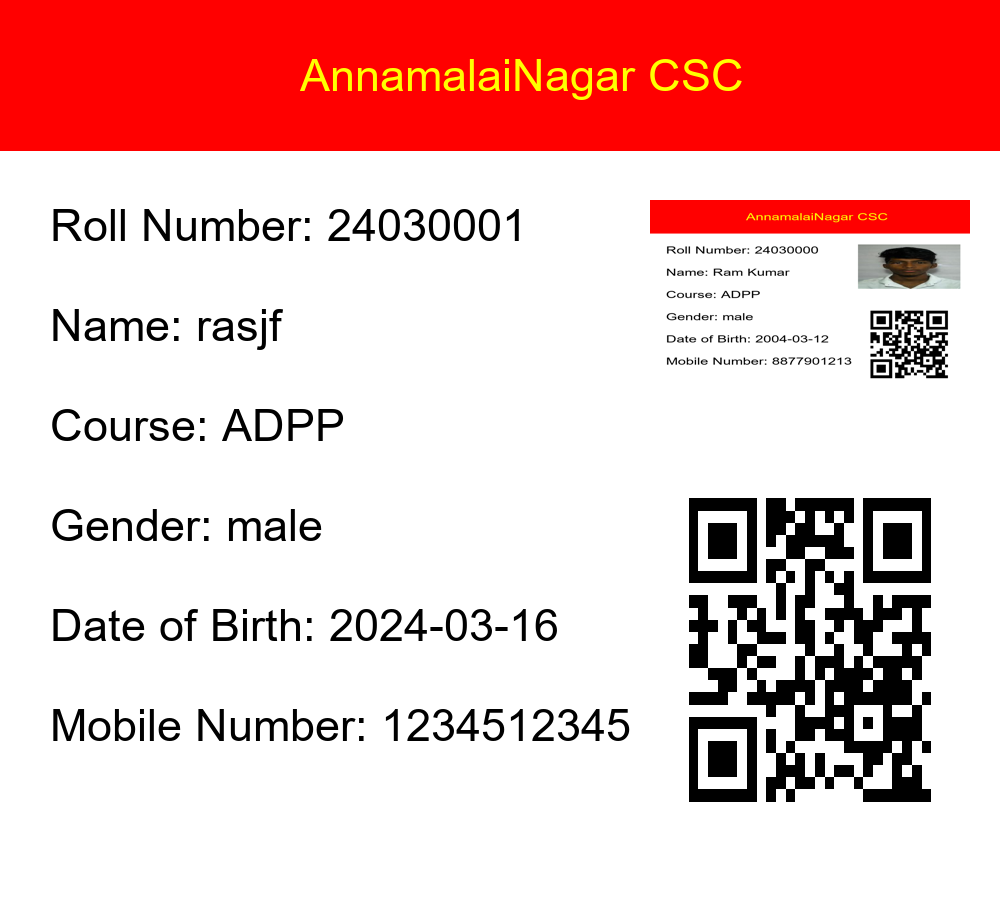 AnnamalaiNagar CSC
Roll Number: 24030001
Name: rasjf
Course: ADPP
Gender: male
Date of Birth: 2024-03-16
Mobile Number: 1234512345
AnnamalaiNagar CSC
Roll Number: 24030000
Name: Ram Kumar
Course: ADPP
Gender: male
Date of Birth: 2004-03-12
Mobile Number: 8877901213